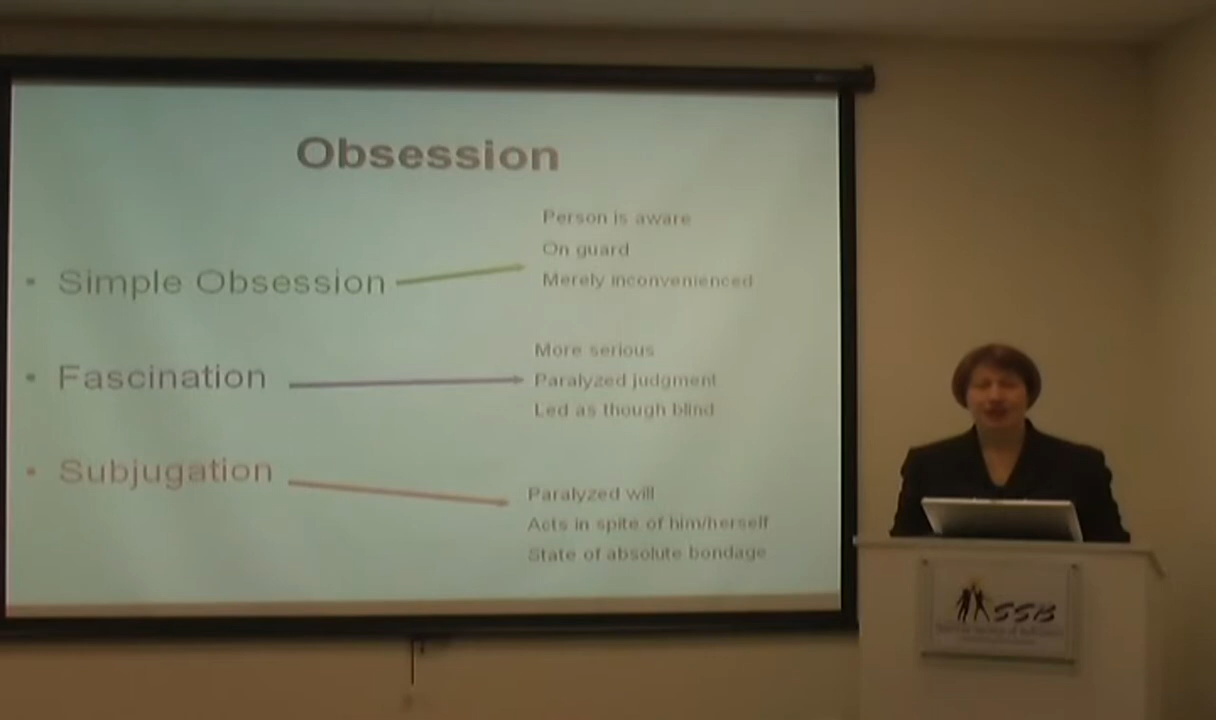 Obsession
• Simple Obsession
Person is aware
On guard
Merely inconvenienced
• Fascination
More serious
Paralyzed judgment
Led as though blind
• Subjugation
Paralyzed will
Acts in spite of him/herself
State of absolute bondage
SSB